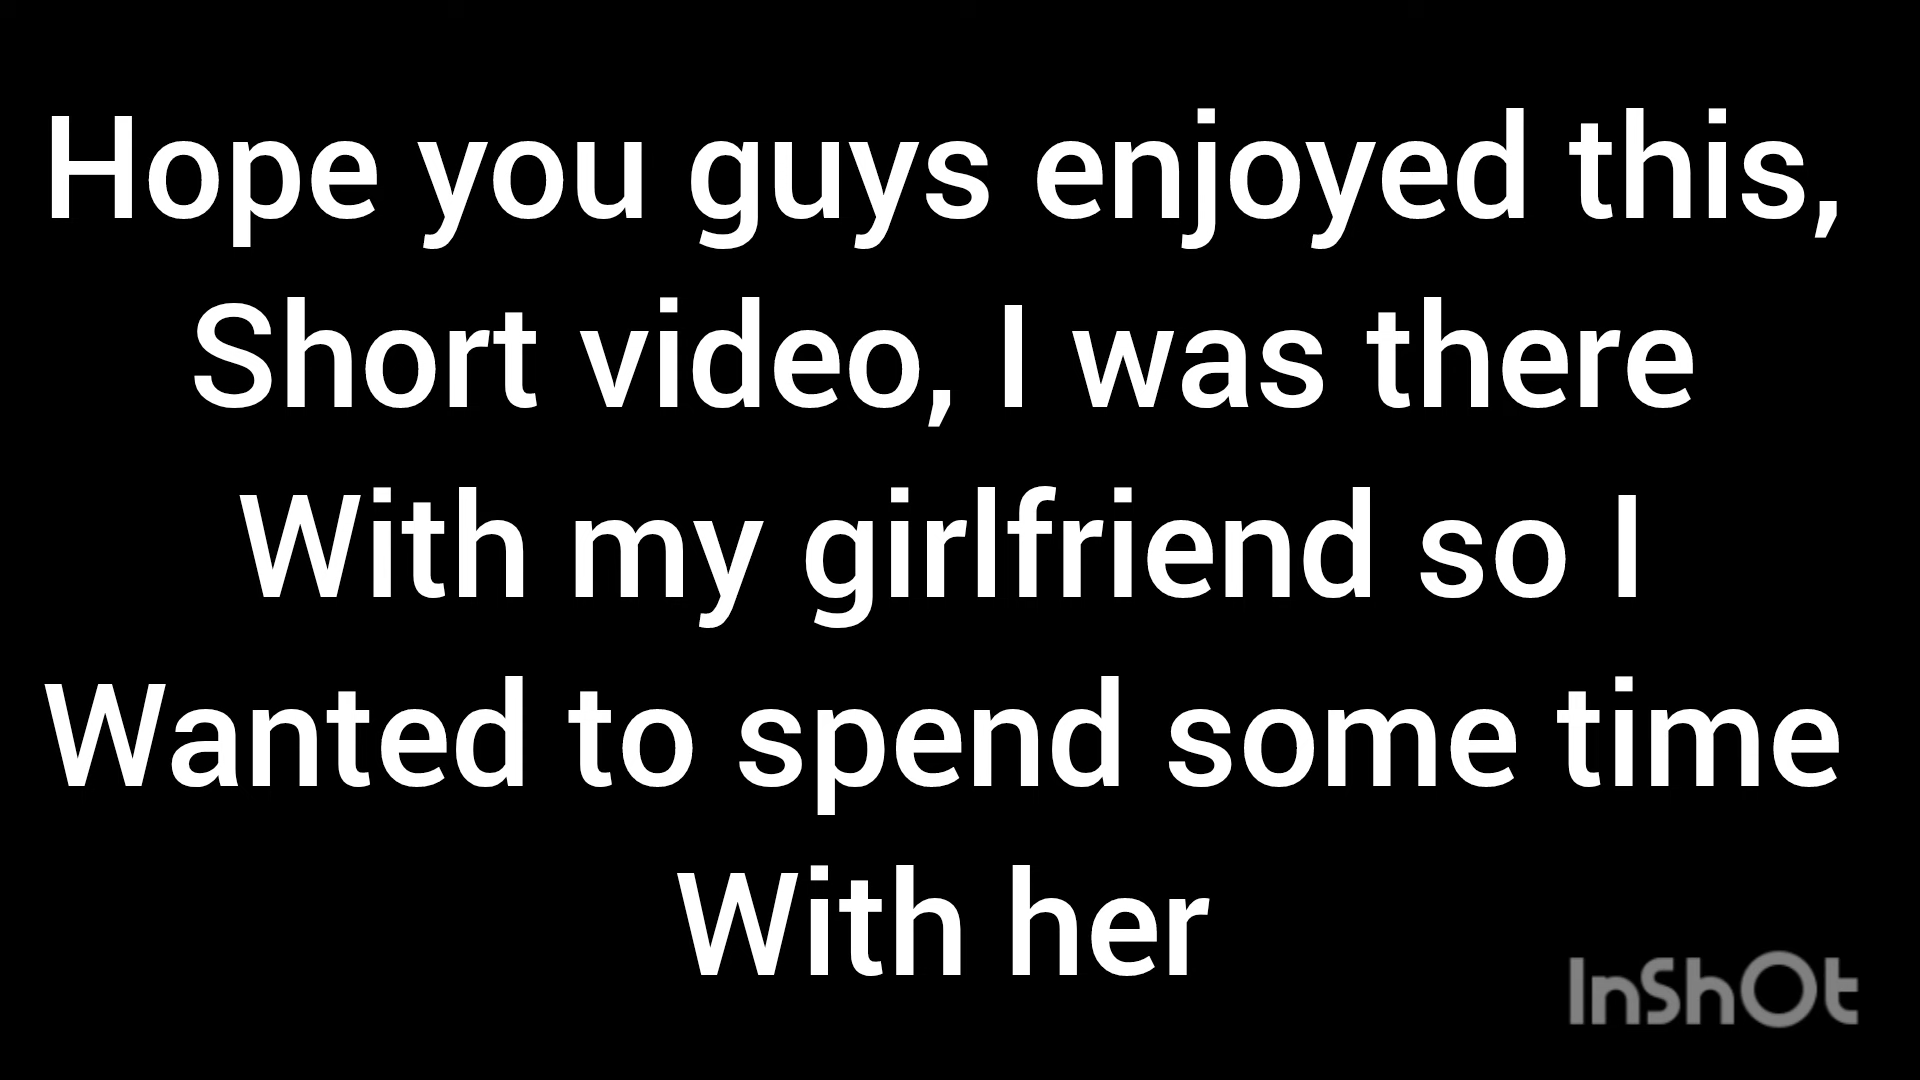 Hope you guys enjoyed this,
Short video, I was there
With my girlfriend so I
Wanted to spend some time
With her
InShOt